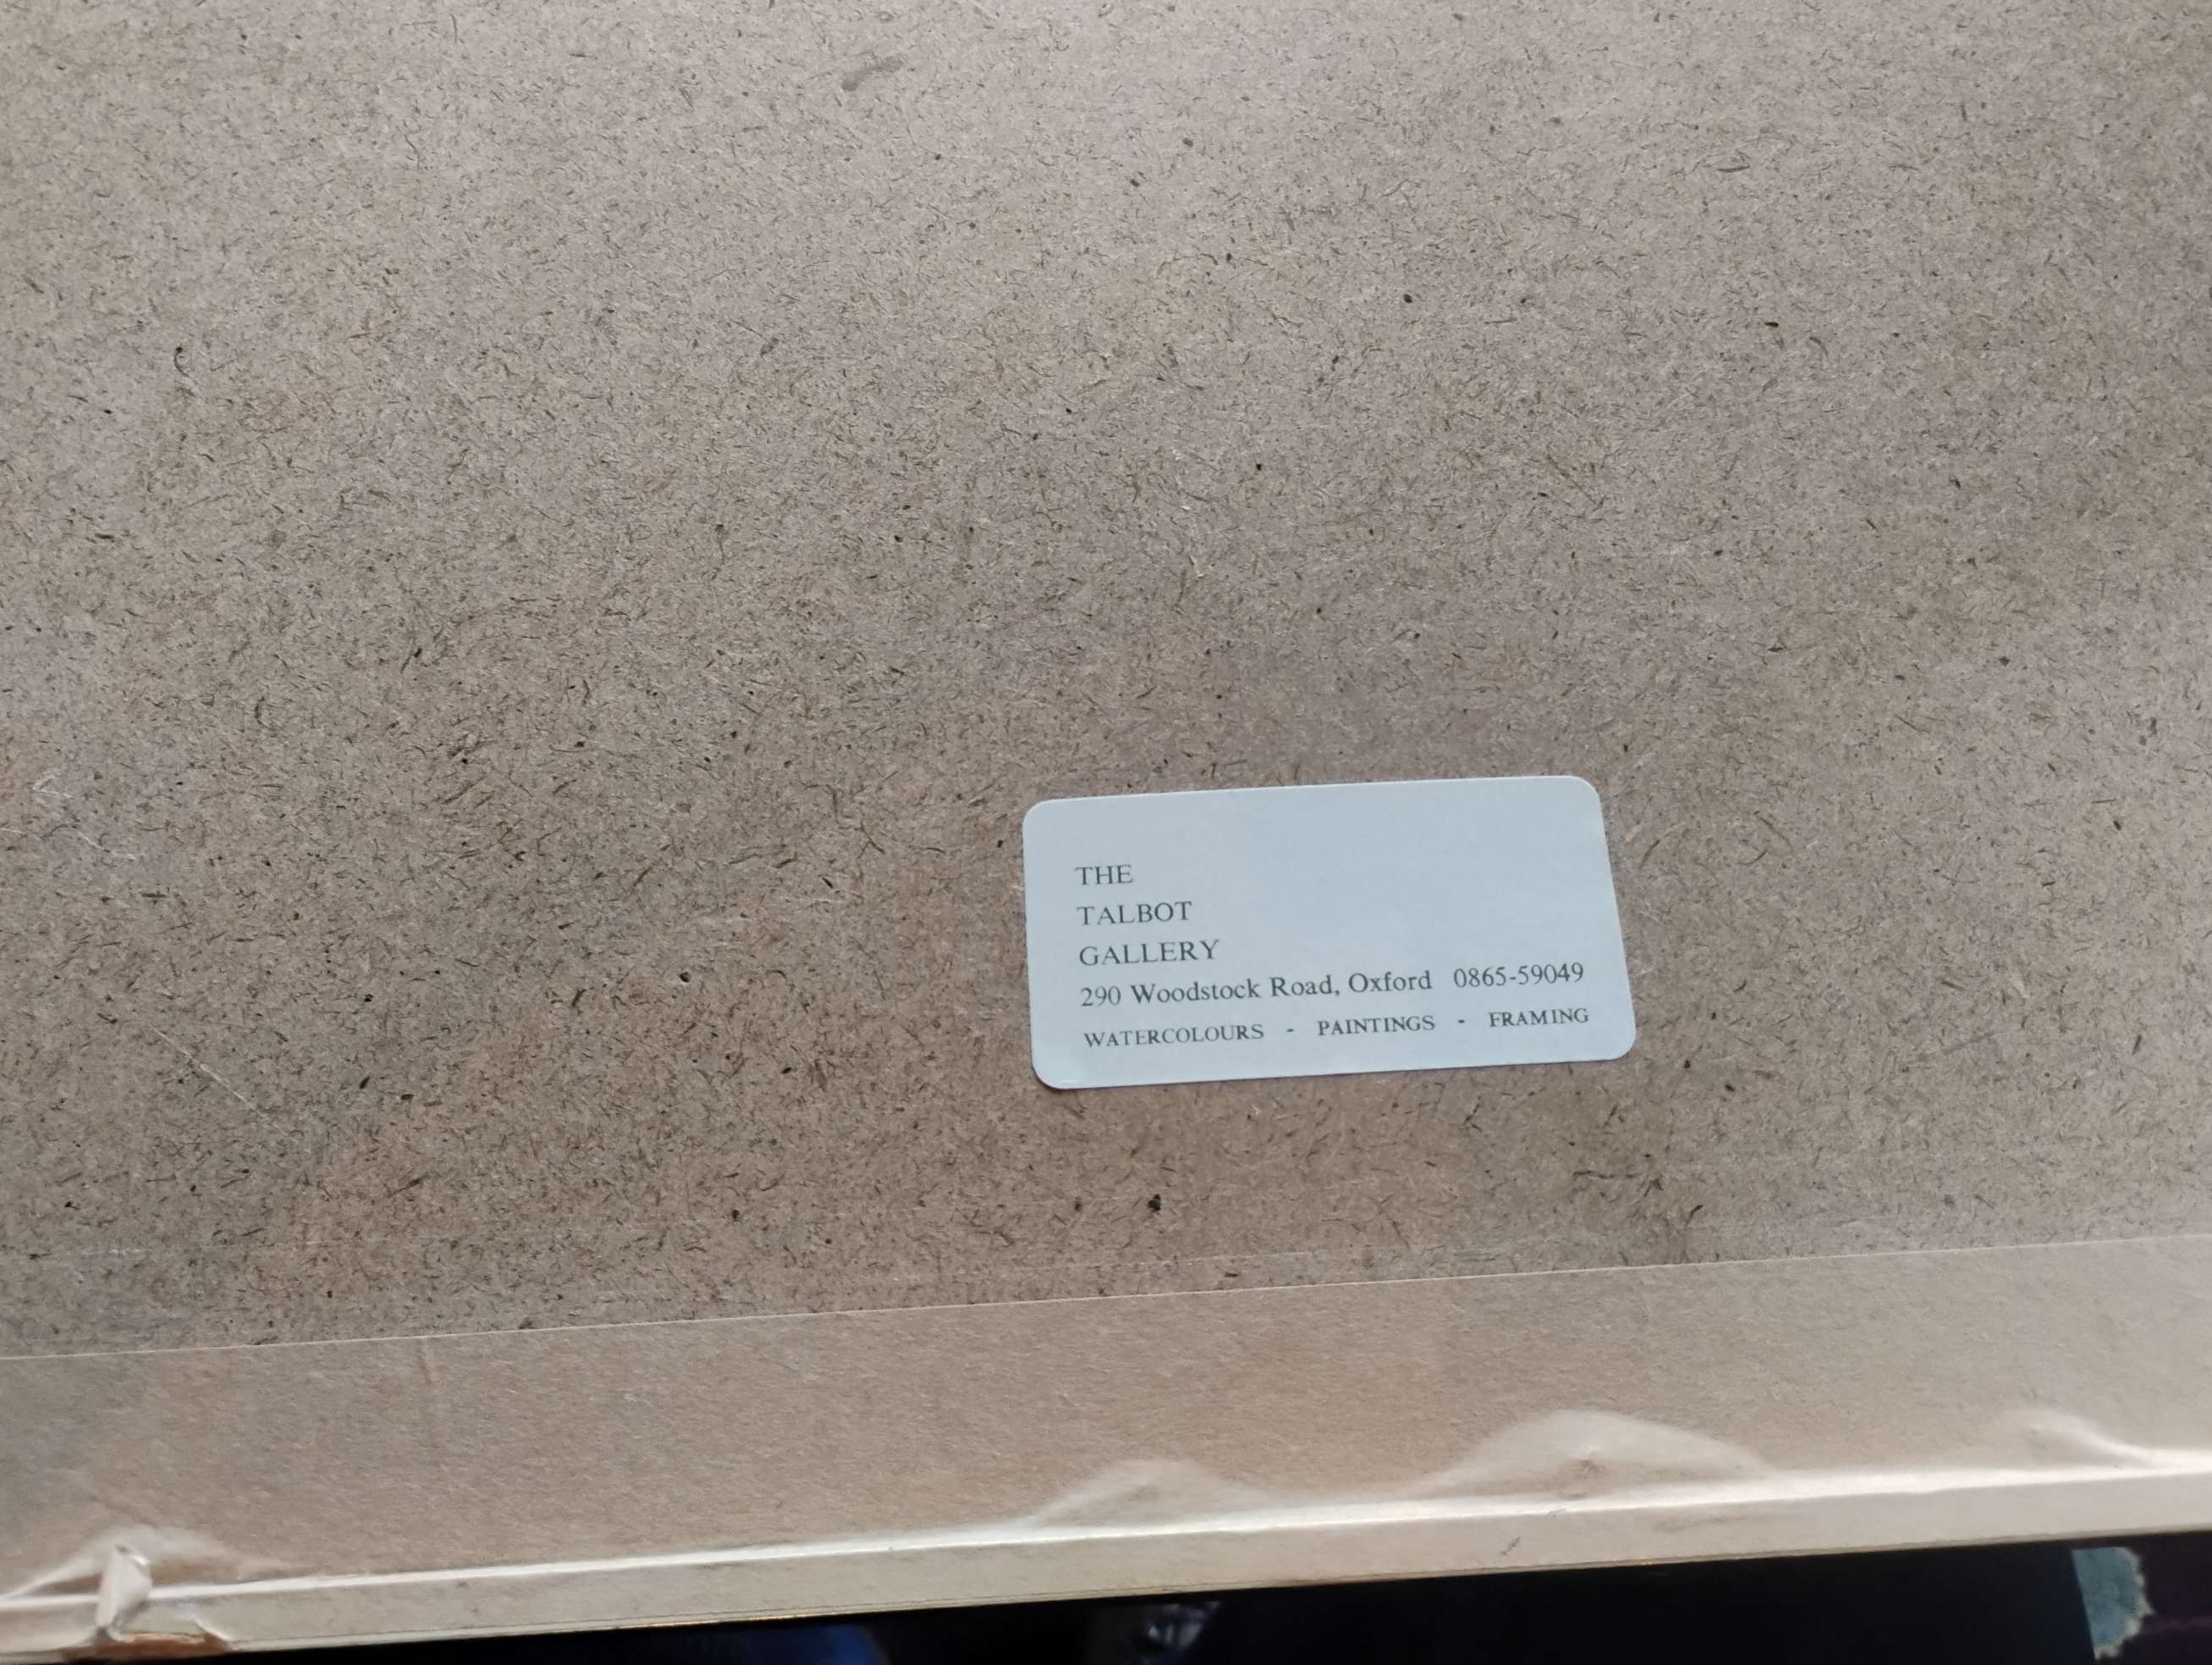 THE
TALBOT
GALLERY
290 Woodstock Road, Oxford 0865-59049
WATERCOLOURS - PAINTINGS - FRAMING